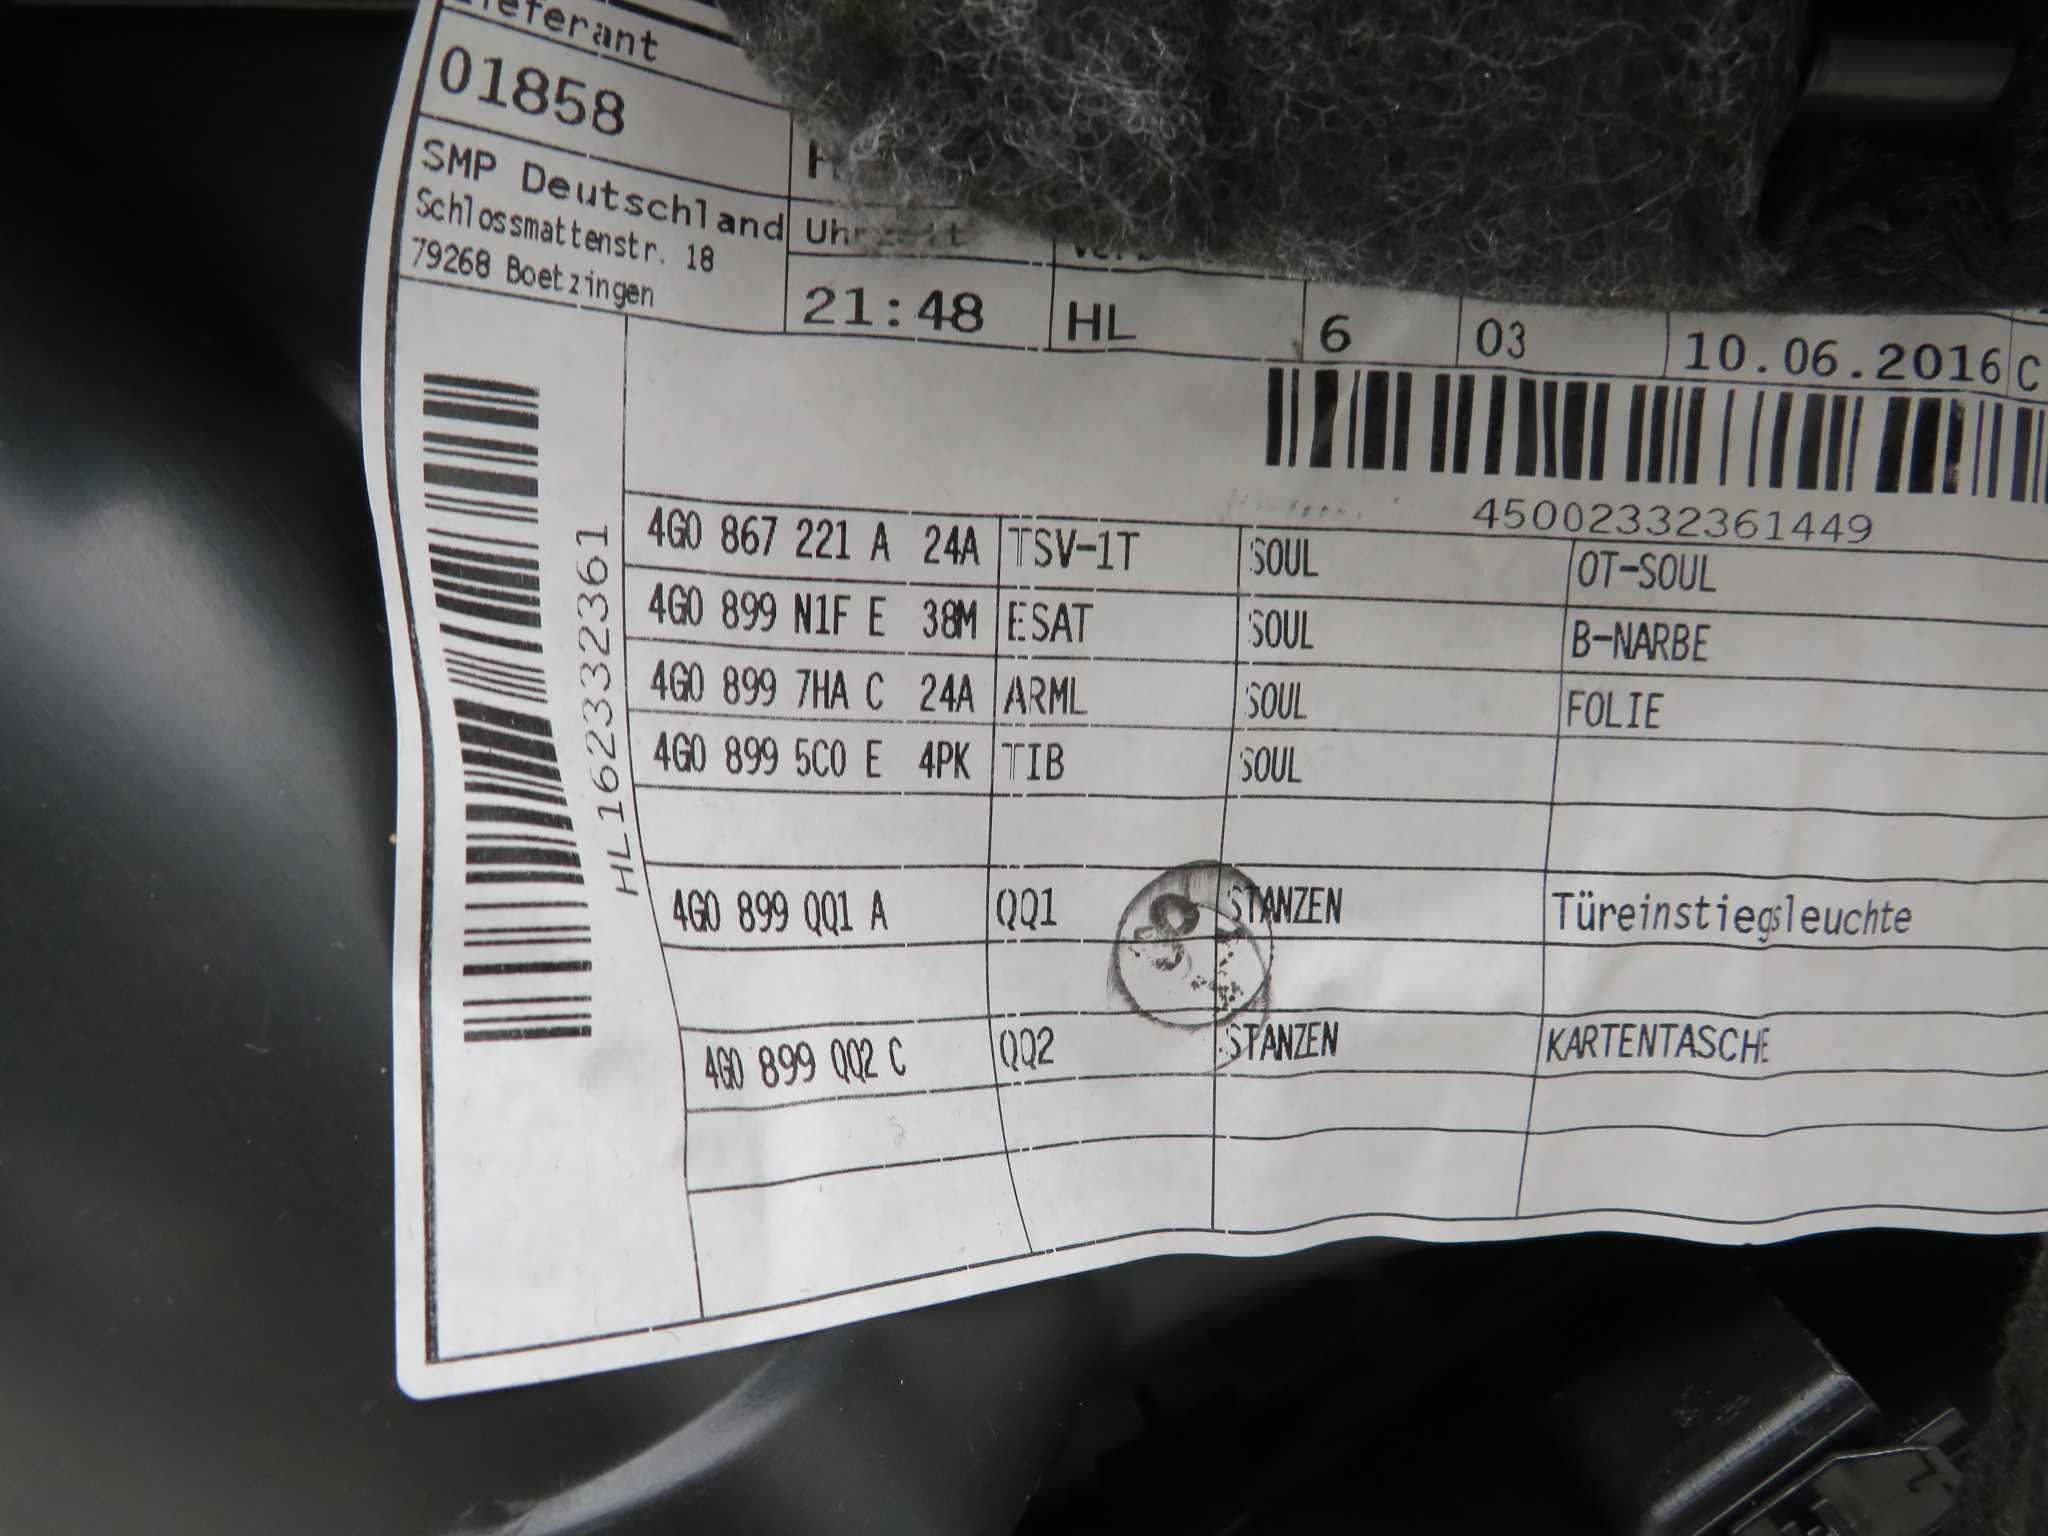 Lieferant
01858
SMP Deutschland
Schlossmattenstr. 18
79268 Boetzingen
Uhrzeit
21:48 HL 6 03 10.06.2016 C
45002332361449
HL162332361
4G0 867 221 A 24A TSV-1T SOUL OT-SOUL
4G0 899 N1F E 38M ESAT SOUL B-NARBE
4G0 899 7HA C 24A ARML SOUL FOLIE
4G0 899 5C0 E 4PK TIB SOUL
4G0 899 QQ1 A QQ1 STANZEN Türeinstiegsleuchte
4G0 899 QQ2 C QQ2 STANZEN KARTENTASCHE